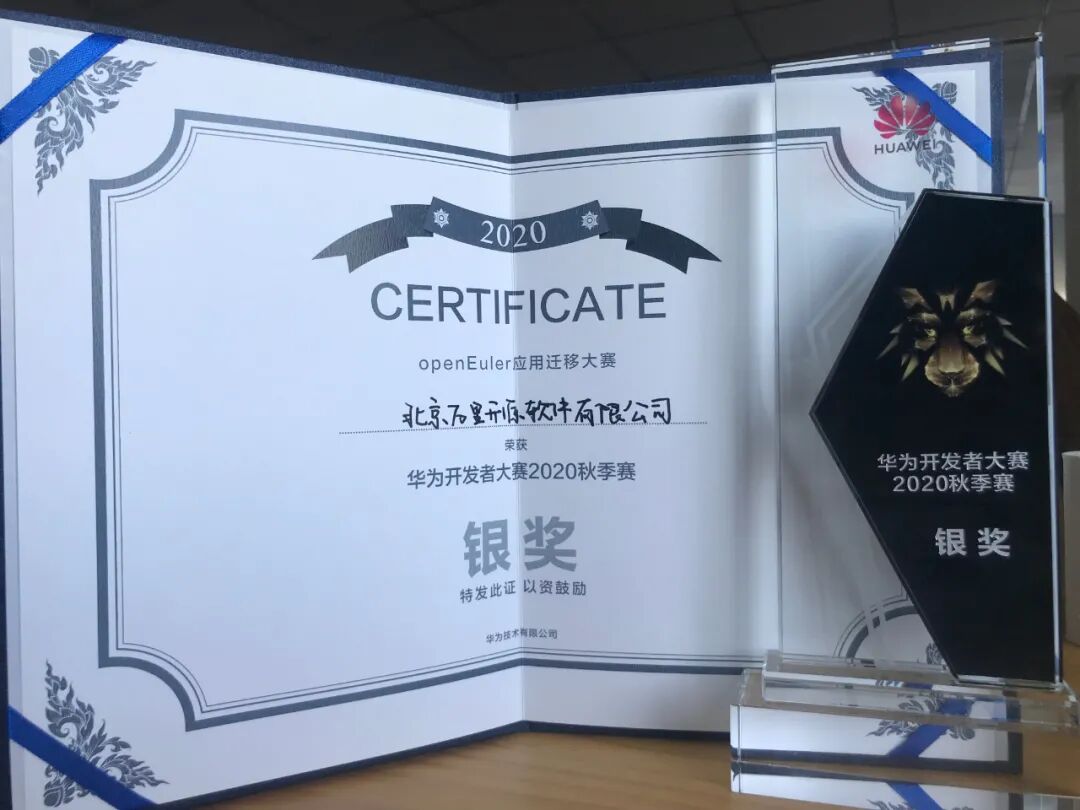 2020
CERTIFICATE
openEuler应用迁移大赛
北京万里开源软件有限公司
荣获
华为开发者大赛2020秋季赛
银奖
特发此证 以资鼓励
华为技术有限公司
HUAWEI
华为开发者大赛
2020秋季赛
银奖